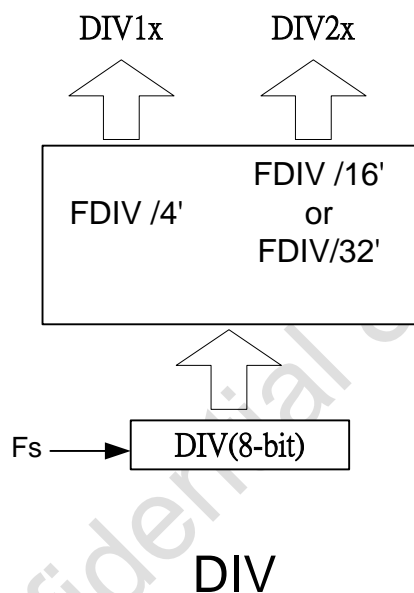 DIV1x DIV2x
FDIV /4'
FDIV /16'
or
FDIV/32'
Fs
DIV(8-bit)
DIV